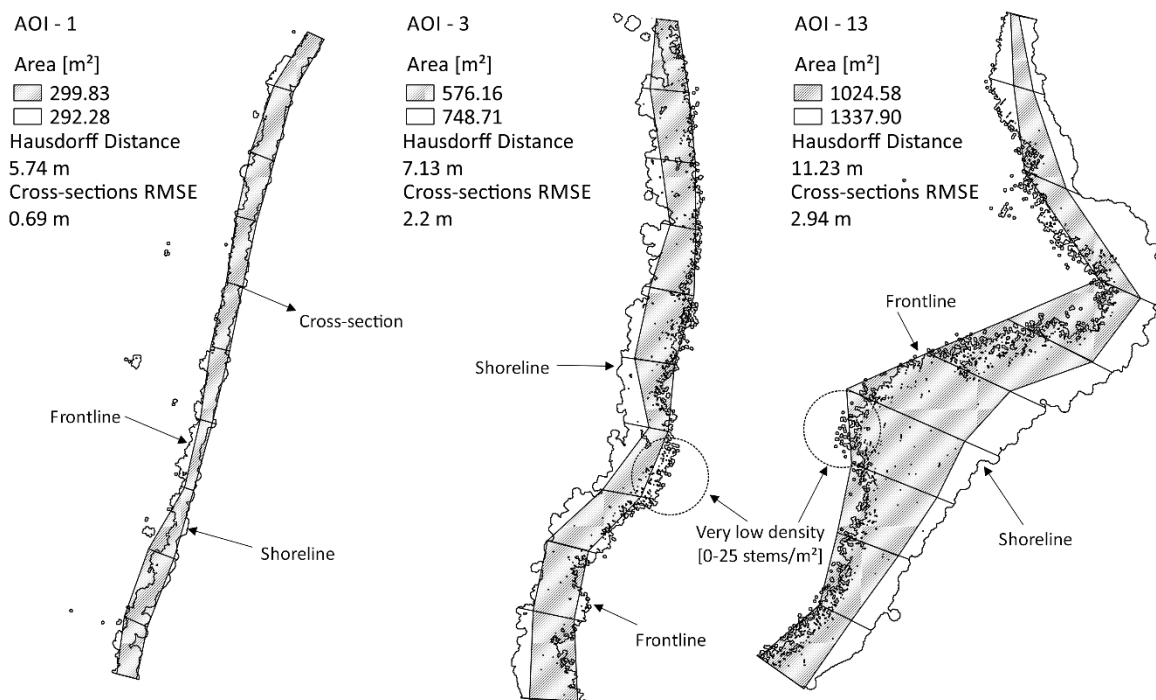 AOI - 1
Area [m²]
299.83
292.28
Hausdorff Distance
5.74 m
Cross-sections RMSE
0.69 m
Cross-section
Frontline
Shoreline
AOI - 3
Area [m²]
576.16
748.71
Hausdorff Distance
7.13 m
Cross-sections RMSE
2.2 m
Shoreline
Very low density
[0-25 stems/m²]
Frontline
AOI - 13
Area [m²]
1024.58
1337.90
Hausdorff Distance
11.23 m
Cross-sections RMSE
2.94 m
Frontline
Shoreline